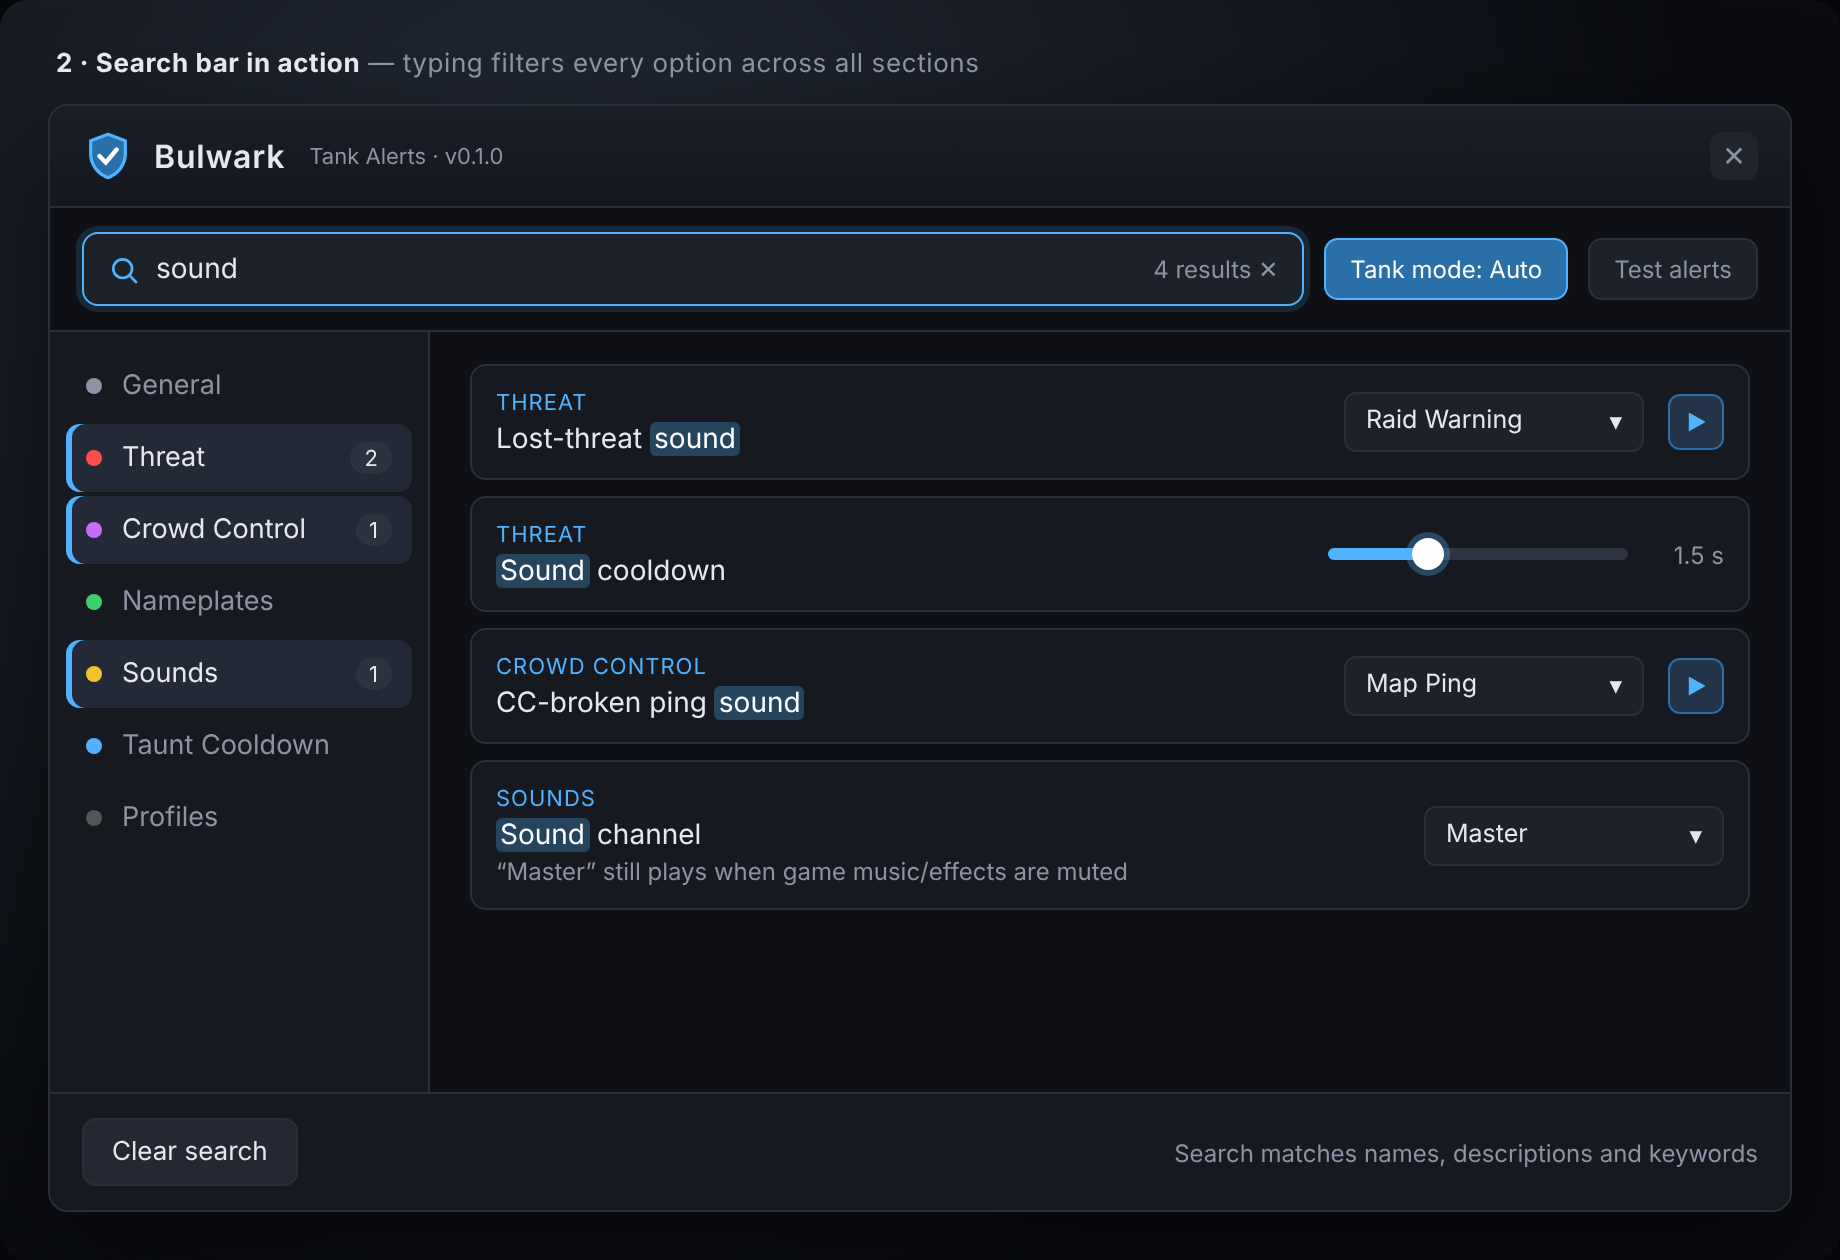 2 · Search bar in action — typing filters every option across all sections
Bulwark Tank Alerts · v0.1.0 ✕
sound 4 results ✕ Tank mode: Auto Test alerts
General
Threat 2
Crowd Control 1
Nameplates
Sounds 1
Taunt Cooldown
Profiles
THREAT
Lost-threat sound Raid Warning ▾
THREAT
Sound cooldown 1.5 s
CROWD CONTROL
CC-broken ping sound Map Ping ▾
SOUNDS
Sound channel Master ▾
“Master” still plays when game music/effects are muted
Clear search Search matches names, descriptions and keywords